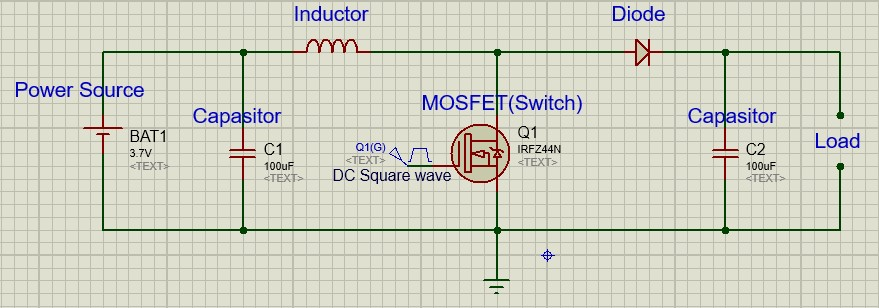 Inductor
Diode
Power Source
Capasitor
MOSFET(Switch)
Capasitor
BAT1
3.7V
<TEXT>
C1
100uF
<TEXT>
Q1(G)
<TEXT>
DC Square wave
Q1
IRFZ44N
<TEXT>
C2
100uF
<TEXT>
Load